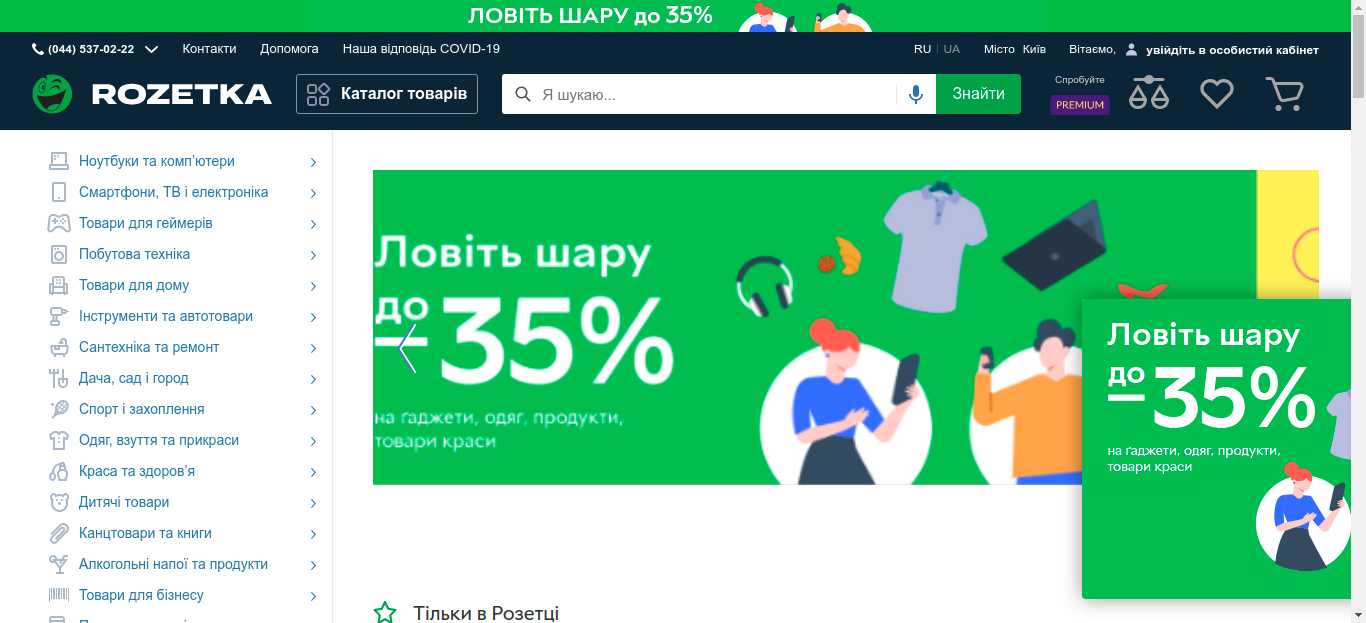 ЛОВІТЬ ШАРУ до 35%
(044) 537-02-22 Контакти Допомога Наша відповідь COVID-19 RU UA Місто Київ Вітаємо, увійдіть в особистий кабінет
ROZETKA Каталог товарів Я шукаю... Знайти Спробуйте PREMIUM
Ноутбуки та комп'ютери
Смартфони, ТВ і електроніка
Товари для геймерів
Побутова техніка
Товари для дому
Інструменти та автотовари
Сантехніка та ремонт
Дача, сад і город
Спорт і захоплення
Одяг, взуття та прикраси
Краса та здоров'я
Дитячі товари
Канцтовари та книги
Алкогольні напої та продукти
Товари для бізнесу
Ловіть шару
до
–35%
на ґаджети, одяг, продукти,
товари краси
Ловіть шару
до
–35%
на ґаджети, одяг, продукти,
товари краси
Тільки в Розетці